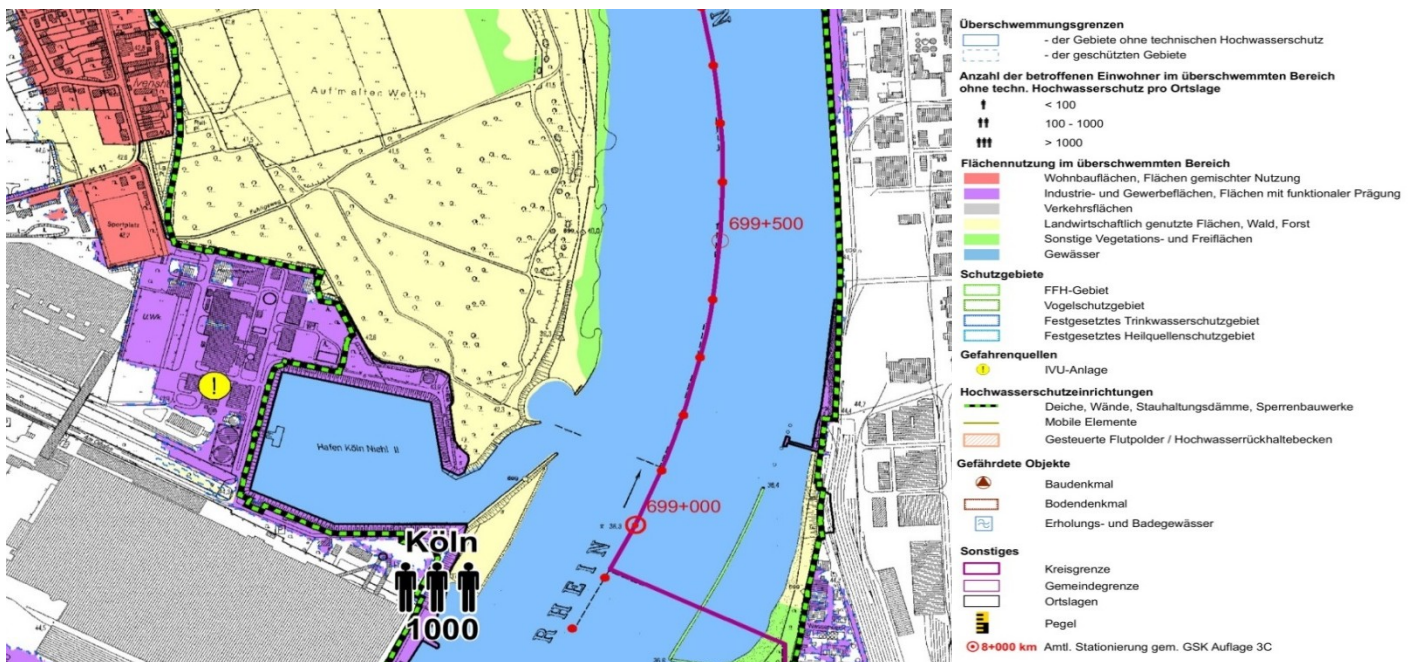 Auf'm alten Werth
K 11
Fuhligsweg
Sportplatz
U.Wk
Hafen Köln Niehl II
699+500
699+000
RHEIN
Köln
1000
Überschwemmungsgrenzen
- der Gebiete ohne technischen Hochwasserschutz
- der geschützten Gebiete
Anzahl der betroffenen Einwohner im überschwemmten Bereich
ohne techn. Hochwasserschutz pro Ortslage
< 100
100 - 1000
> 1000
Flächennutzung im überschwemmten Bereich
Wohnbauflächen, Flächen gemischter Nutzung
Industrie- und Gewerbeflächen, Flächen mit funktionaler Prägung
Verkehrsflächen
Landwirtschaftlich genutzte Flächen, Wald, Forst
Sonstige Vegetations- und Freiflächen
Gewässer
Schutzgebiete
FFH-Gebiet
Vogelschutzgebiet
Festgesetztes Trinkwasserschutzgebiet
Festgesetztes Heilquellenschutzgebiet
Gefahrenquellen
IVU-Anlage
Hochwasserschutzeinrichtungen
Deiche, Wände, Stauhaltungsdämme, Sperrenbauwerke
Mobile Elemente
Gesteuerte Flutpolder / Hochwasserrückhaltebecken
Gefährdete Objekte
Baudenkmal
Bodendenkmal
Erholungs- und Badegewässer
Sonstiges
Kreisgrenze
Gemeindegrenze
Ortslagen
Pegel
8+000 km Amtl. Stationierung gem. GSK Auflage 3C